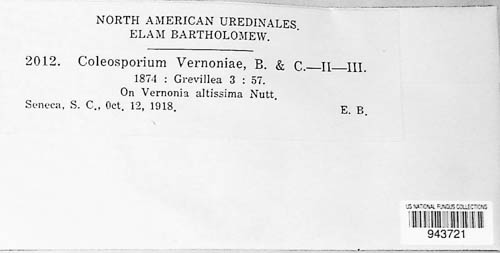 NORTH AMERICAN UREDINALES.
ELAM BARTHOLOMEW.
2012. Coleosporium Vernoniae, B. & C.—II—III.
1874 : Grevillea 3 : 57.
On Vernonia altissima Nutt.
Seneca, S. C., Oct. 12, 1918. E. B.
US NATIONAL FUNGUS COLLECTIONS
943721